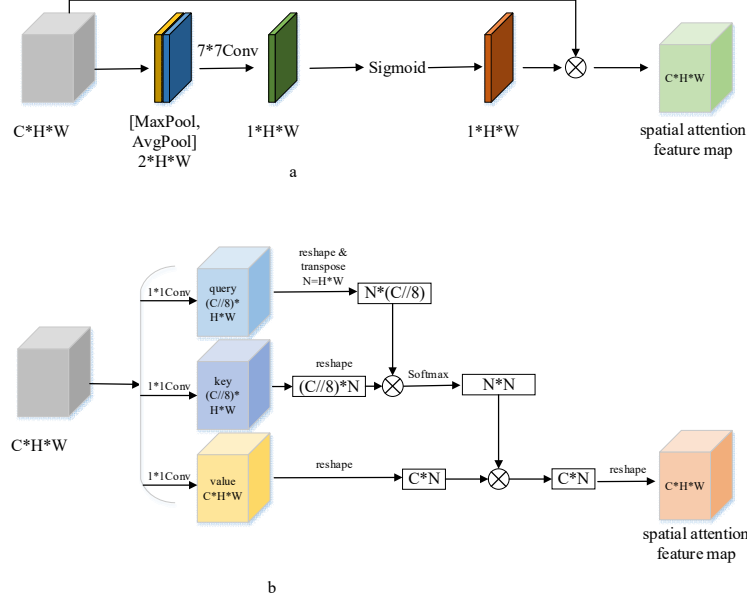 C*H*W
[MaxPool,
AvgPool]
2*H*W
7*7Conv
1*H*W
Sigmoid
1*H*W
C*H*W
spatial attention
feature map
a
C*H*W
1*1Conv
query
(C//8)*
H*W
reshape &
transpose
N=H*W
N*(C//8)
1*1Conv
key
(C//8)*
H*W
reshape
(C//8)*N
Softmax
N*N
1*1Conv
value
C*H*W
reshape
C*N
C*N
reshape
C*H*W
spatial attention
feature map
b